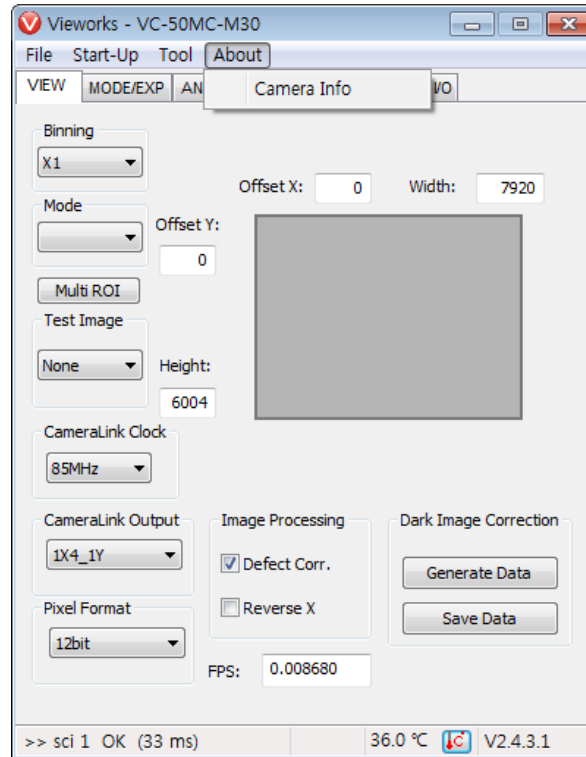 Vieworks - VC-50MC-M30
File Start-Up Tool About
Camera Info
VIEW MODE/EXP AN I/O
Binning
X1
Offset X: 0 Width: 7920
Mode
Offset Y:
0
Multi ROI
Test Image
None
Height:
6004
CameraLink Clock
85MHz
CameraLink Output
1X4_1Y
Image Processing
Defect Corr.
Reverse X
Dark Image Correction
Generate Data
Save Data
Pixel Format
12bit
FPS: 0.008680
>> sci 1 OK (33 ms) 36.0 ℃ V2.4.3.1